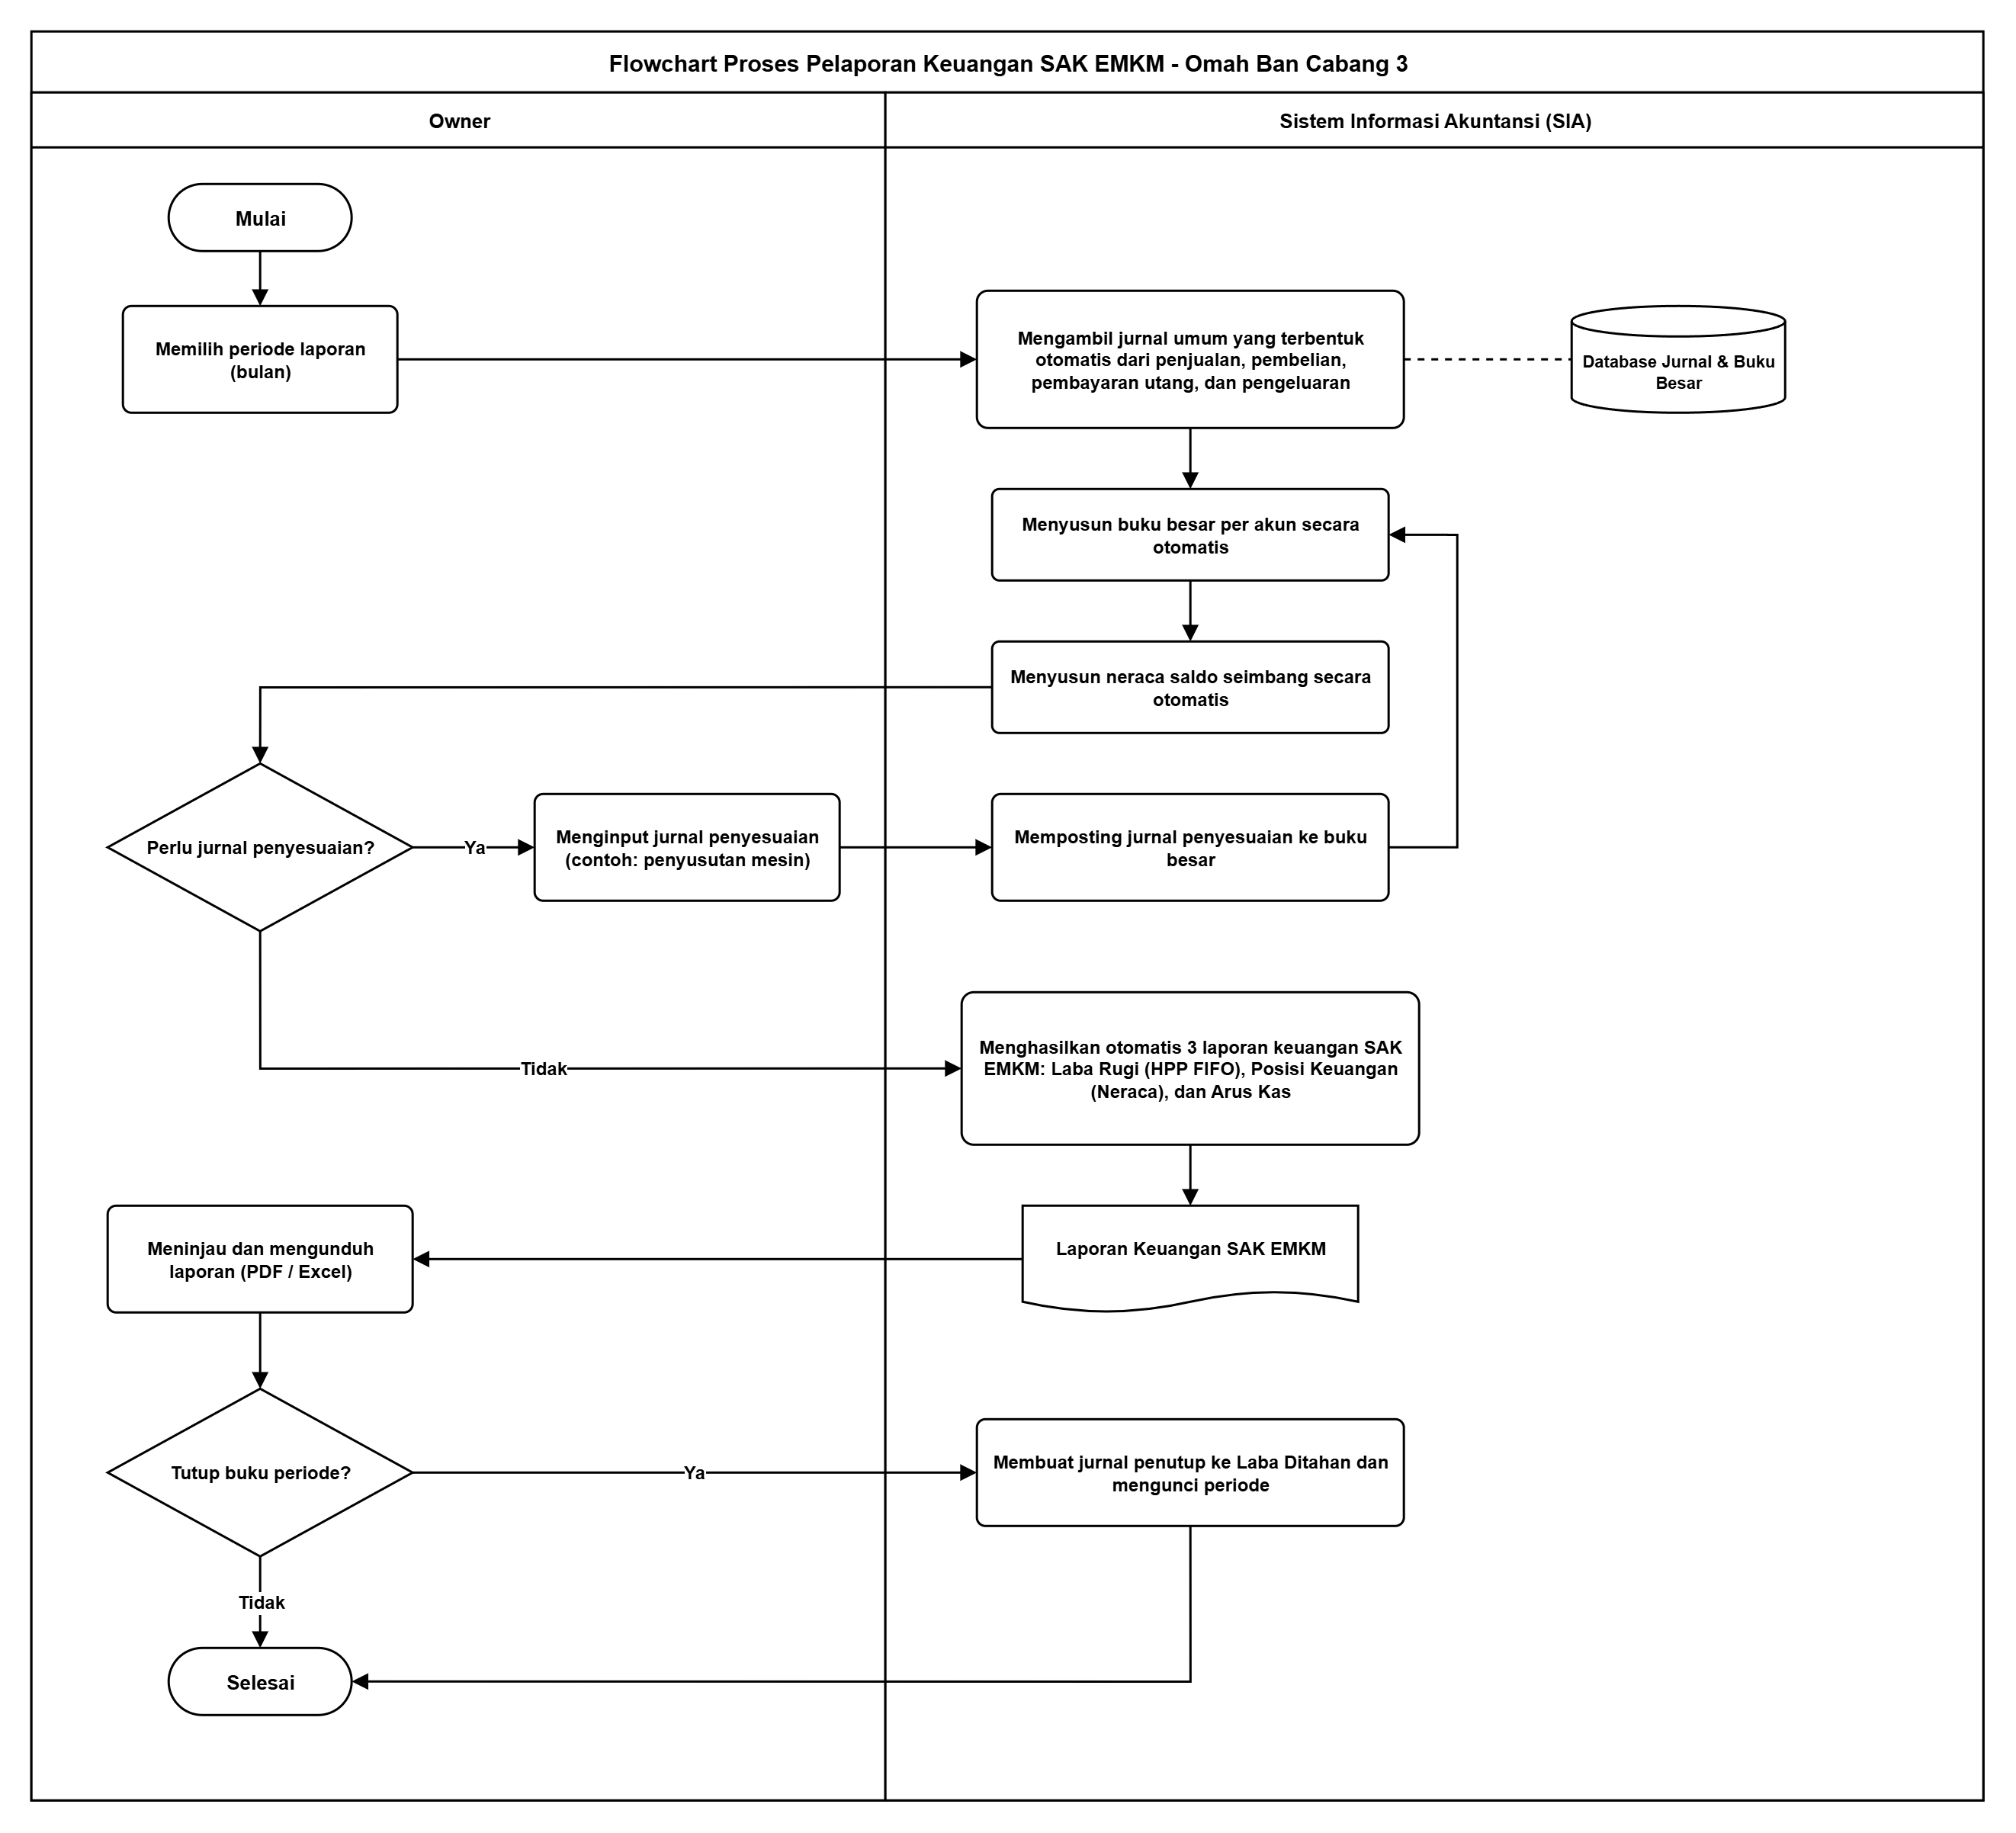 Flowchart Proses Pelaporan Keuangan SAK EMKM - Omah Ban Cabang 3
Owner
Sistem Informasi Akuntansi (SIA)
Mulai
Memilih periode laporan
(bulan)
Mengambil jurnal umum yang terbentuk
otomatis dari penjualan, pembelian,
pembayaran utang, dan pengeluaran
Database Jurnal & Buku
Besar
Menyusun buku besar per akun secara
otomatis
Menyusun neraca saldo seimbang secara
otomatis
Perlu jurnal penyesuaian?
Ya
Menginput jurnal penyesuaian
(contoh: penyusutan mesin)
Memposting jurnal penyesuaian ke buku
besar
Tidak
Menghasilkan otomatis 3 laporan keuangan SAK
EMKM: Laba Rugi (HPP FIFO), Posisi Keuangan
(Neraca), dan Arus Kas
Laporan Keuangan SAK EMKM
Meninjau dan mengunduh
laporan (PDF / Excel)
Tutup buku periode?
Ya
Membuat jurnal penutup ke Laba Ditahan dan
mengunci periode
Tidak
Selesai